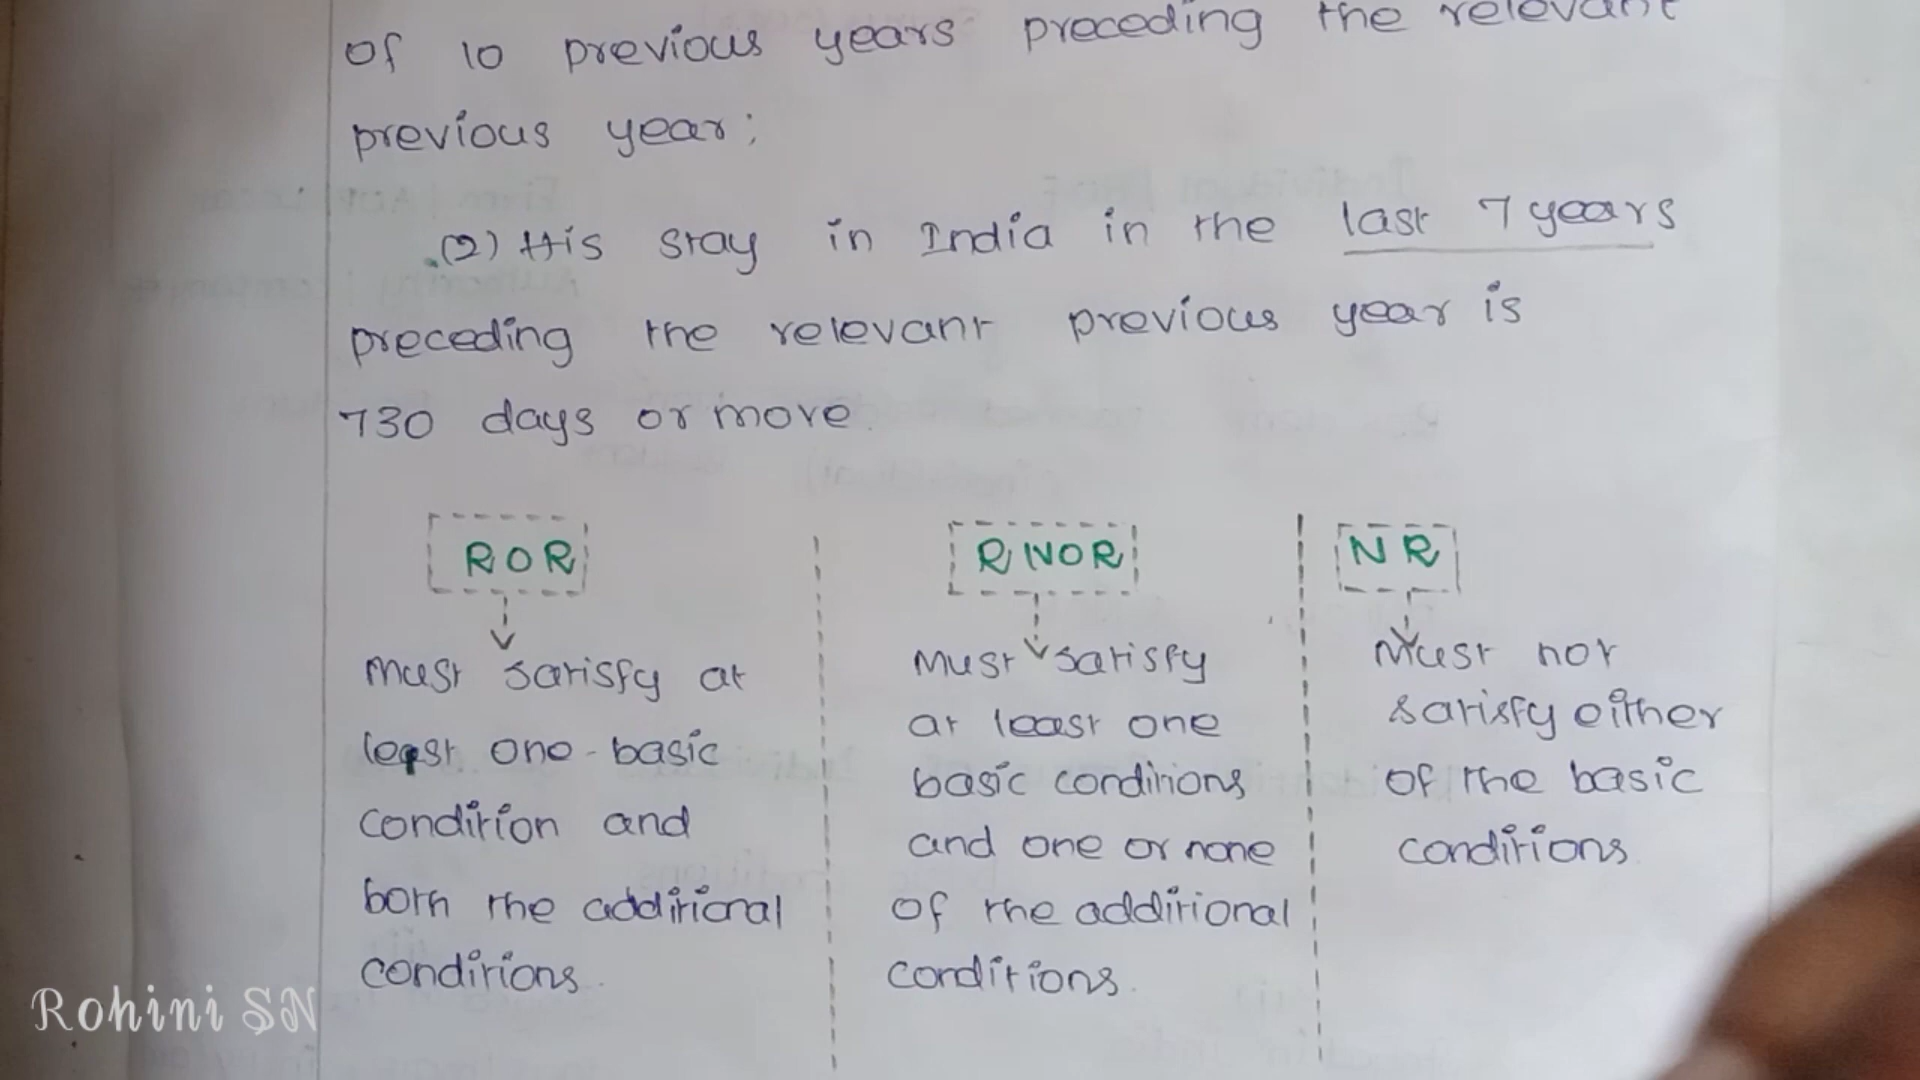 of 10 previous years preceding the relevant
previous year;
(2) His stay in India in the last 7 years
preceding the relevant previous year is
730 days or more.
ROR
Must satisfy at
least one-basic
condition and
both the additional
conditions.
RNOR
Must satisfy
at least one
basic conditions
and one or none
of the additional
conditions.
NR
Must not
satisfy either
of the basic
conditions.
Rohini SN